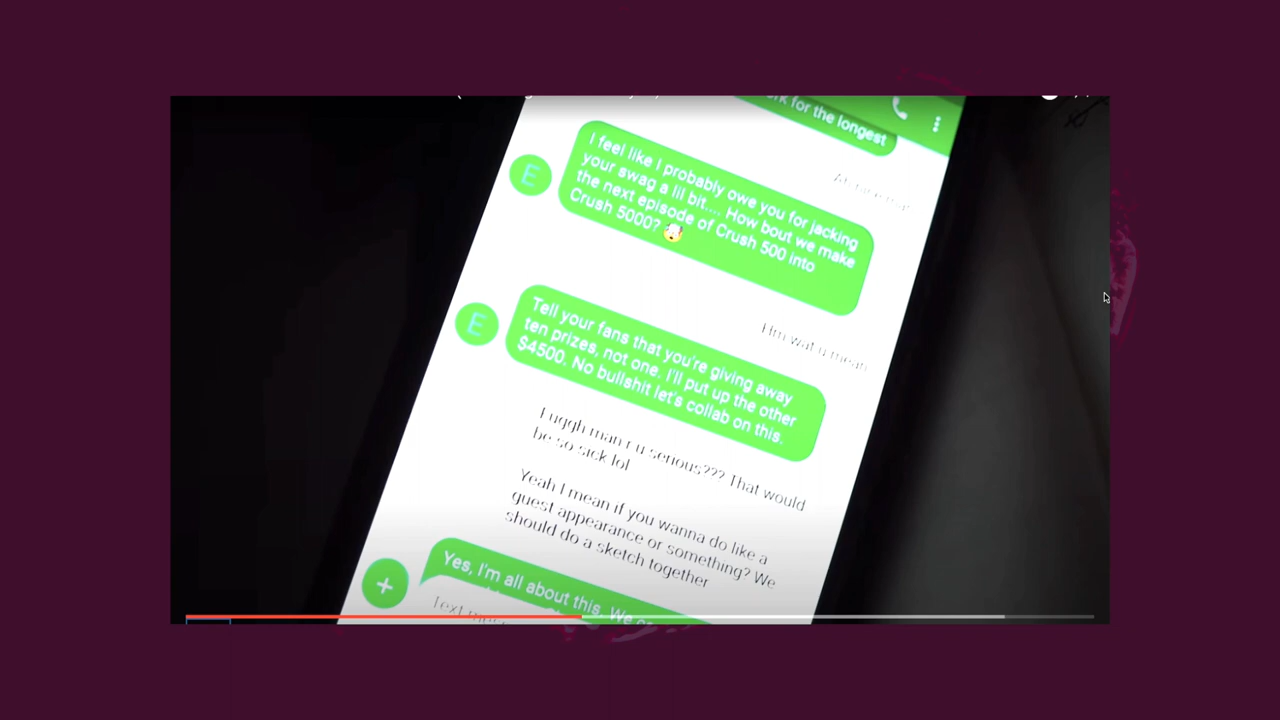 rk for the longest
E
I feel like I probably owe you for jacking
your swag a lil bit.... How bout we make
the next episode of Crush 500 into
Crush 5000?
Hm wat u mean
E
Tell your fans that you're giving away
ten prizes, not one. I'll put up the other
$4500. No bullshit let's collab on this.
Fuggh man r u serious??? That would
be so sick lol
Yeah I mean if you wanna do like a
guest appearance or something? We
should do a sketch together
Yes, I'm all about this. We
+
Text